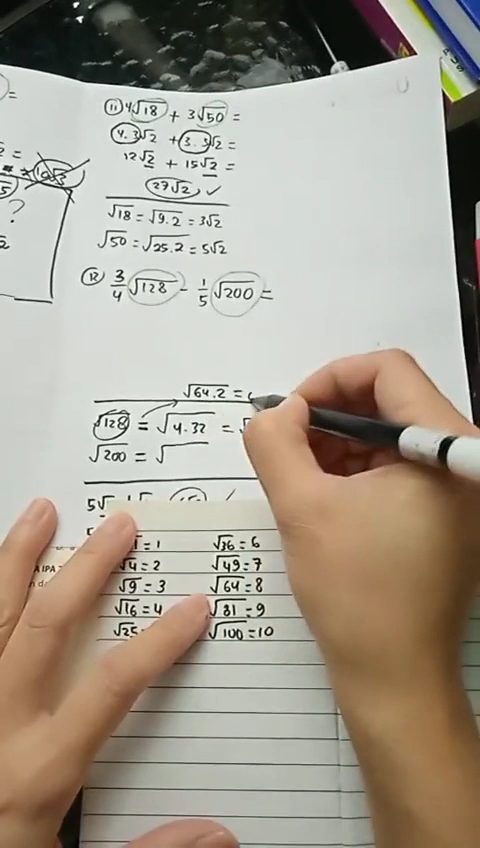 11 4√18 + 3√50 =
4.3√2 + 3.5√2 =
12√2 + 15√2 =
27√2 ✓
√18 = √9.2 = 3√2
√50 = √25.2 = 5√2
12 3/4 √128 - 1/5 √200 =
√64.2 =
√128 = √4.32 = √
√200 = √
5√
√1 = 1 √36 = 6
√4 = 2 √49 = 7
√9 = 3 √64 = 8
√16 = 4 √81 = 9
√25 √100 = 10